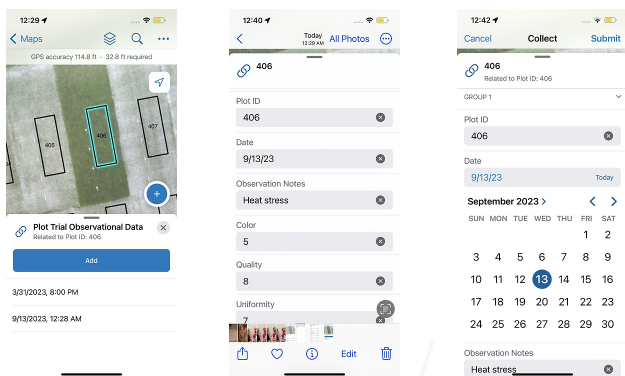 12:29
Maps
GPS accuracy 114.8 ft - 32.8 ft required
405
406
407
Plot Trial Observational Data
Related to Plot ID: 406
Add
3/31/2023, 8:00 PM
9/13/2023, 12:28 AM
12:40
Today
12:29 AM
All Photos
406
Plot ID
406
Date
9/13/23
Observation Notes
Heat stress
Color
5
Quality
8
Uniformity
7
Edit
12:42
Cancel
Collect
Submit
406
Related to Plot ID: 406
GROUP 1
Plot ID
406
Date
9/13/23
Today
September 2023
SUN MON TUE WED THU FRI SAT
1 2
3 4 5 6 7 8 9
10 11 12 13 14 15 16
17 18 19 20 21 22 23
24 25 26 27 28 29 30
Observation Notes
Heat stress